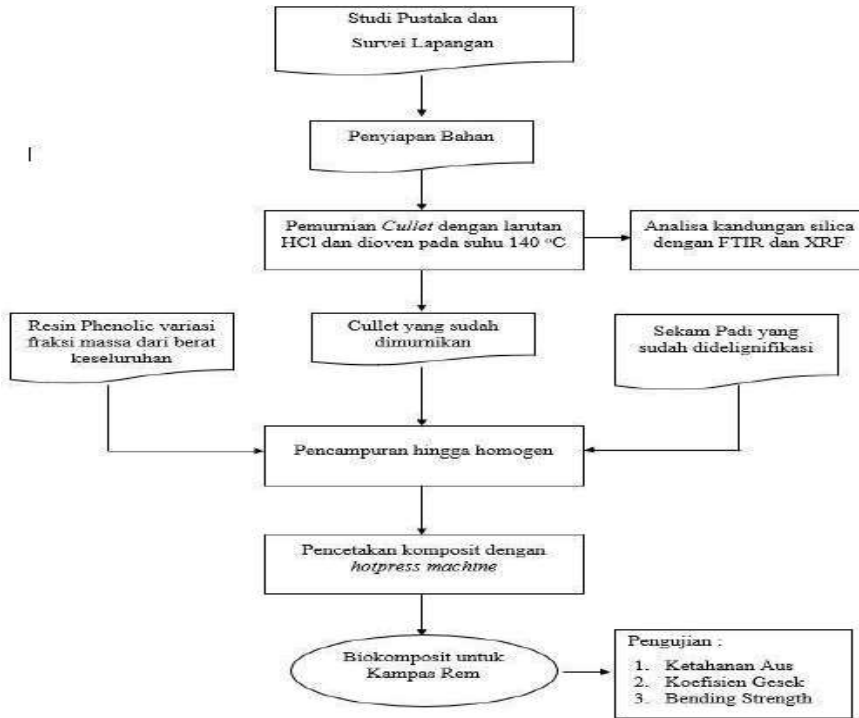 Studi Pustaka dan
Survei Lapangan
Penyiapan Bahan
Pemurnian Cullet dengan larutan
HCl dan dioven pada suhu 140 °C
Analisa kandungan silica
dengan FTIR dan XRF
Resin Phenolic variasi
fraksi massa dari berat
keseluruhan
Cullet yang sudah
dimurnikan
Sekam Padi yang
sudah didelignifikasi
Pencampuran hingga homogen
Pencetakan komposit dengan
hotpress machine
Biokomposit untuk
Kampas Rem
Pengujian :
1. Ketahanan Aus
2. Koefisien Gesek
3. Bending Strength